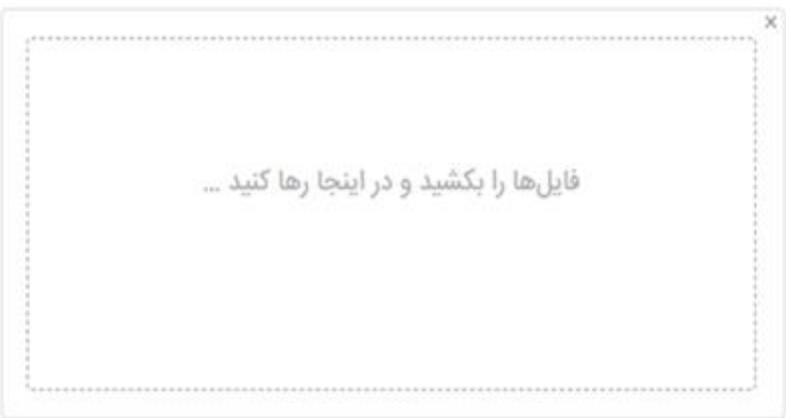 ×
فایل‌ها را بکشید و در اینجا رها کنید ...